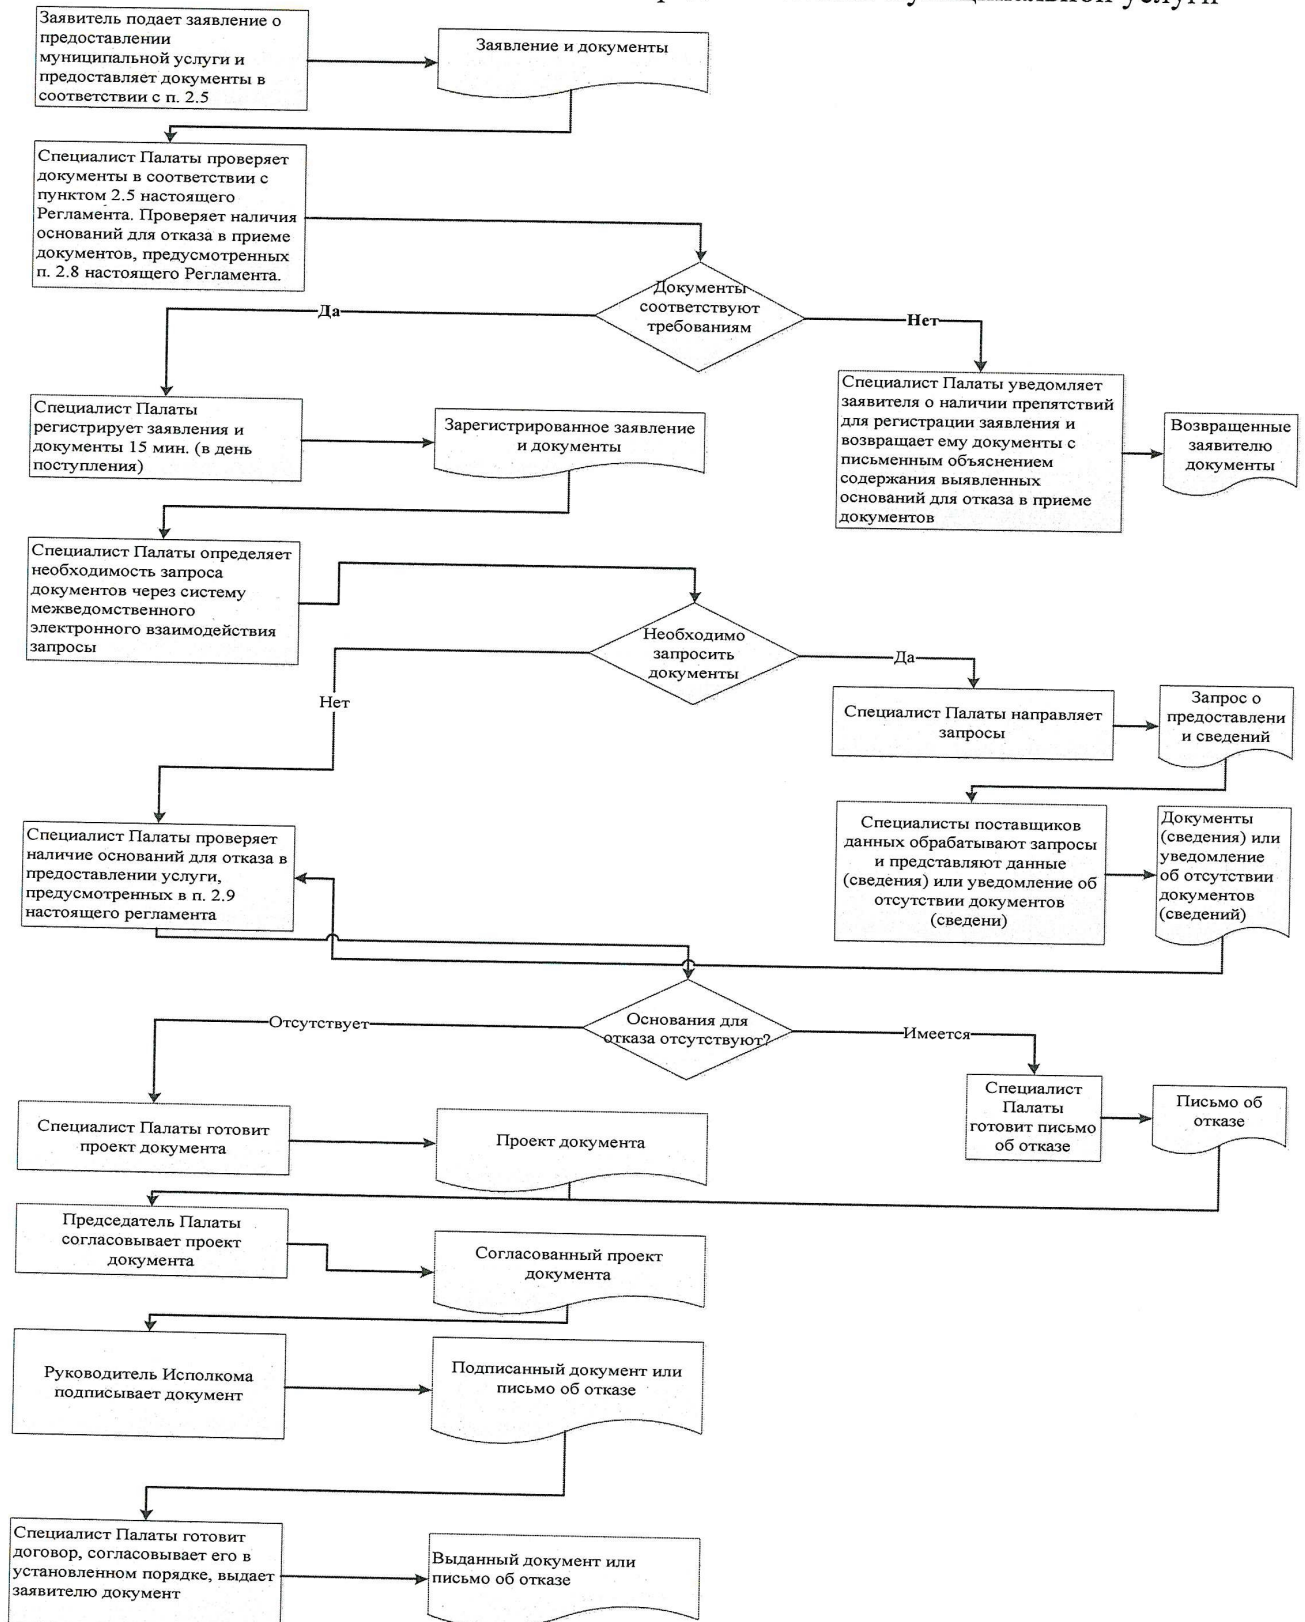 услуги
Заявитель подает заявление о
предоставлении
муниципальной услуги и
предоставляет документы в
соответствии с п. 2.5
Заявление и документы
Специалист Палаты проверяет
документы в соответствии с
пунктом 2.5 настоящего
Регламента. Проверяет наличия
оснований для отказа в приеме
документов, предусмотренных
п. 2.8 настоящего Регламента.
Документы
соответствуют
требованиям
Да
Нет
Специалист Палаты
регистрирует заявления и
документы 15 мин. (в день
поступления)
Зарегистрированное заявление
и документы
Специалист Палаты уведомляет
заявителя о наличии препятствий
для регистрации заявления и
возвращает ему документы с
письменным объяснением
содержания выявленных
оснований для отказа в приеме
документов
Возвращенные
заявителю
документы
Специалист Палаты определяет
необходимость запроса
документов через систему
межведомственного
электронного взаимодействия
запросы
Необходимо
запросить
документы
Да
Нет
Специалист Палаты направляет
запросы
Запрос о
предоставлени
и сведений
Специалисты поставщиков
данных обрабатывают запросы
и представляют данные
(сведения) или уведомление об
отсутствии документов
(сведени)
Документы
(сведения) или
уведомление
об отсутствии
документов
(сведений)
Специалист Палаты проверяет
наличие оснований для отказа в
предоставлении услуги,
предусмотренных в п. 2.9
настоящего регламента
Основания для
отказа отсутствуют?
Отсутствует
Имеется
Специалист Палаты готовит
проект документа
Проект документа
Специалист
Палаты
готовит письмо
об отказе
Письмо об
отказе
Председатель Палаты
согласовывает проект
документа
Согласованный проект
документа
Руководитель Исполкома
подписывает документ
Подписанный документ или
письмо об отказе
Специалист Палаты готовит
договор, согласовывает его в
установленном порядке, выдает
заявителю документ
Выданный документ или
письмо об отказе